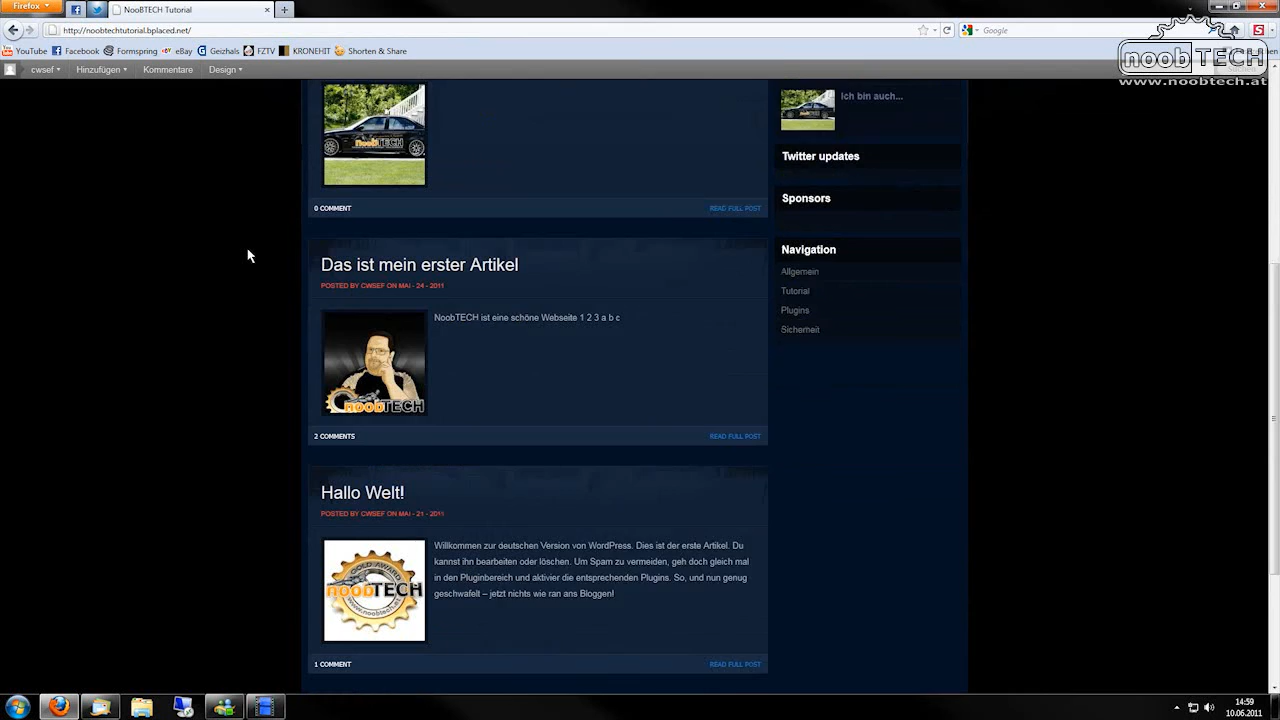 Firefox
NooBTECH Tutorial
http://noobtechtutorial.bplaced.net/
Google
YouTube Facebook Formspring eBay Geizhals FZTV KRONEHIT Shorten & Share
noobTECH
www.noobtech.at
cwsef Hinzufügen Kommentare Design
Ich bin auch...
noobTECH
0 COMMENT READ FULL POST
Twitter updates
Sponsors
Navigation
Allgemein
Tutorial
Plugins
Sicherheit
Das ist mein erster Artikel
POSTED BY CWSEF ON MAI - 24 - 2011
NoobTECH ist eine schöne Webseite 1 2 3 a b c
noobTECH
2 COMMENTS READ FULL POST
Hallo Welt!
POSTED BY CWSEF ON MAI - 21 - 2011
Willkommen zur deutschen Version von WordPress. Dies ist der erste Artikel. Du
kannst ihn bearbeiten oder löschen. Um Spam zu vermeiden, geh doch gleich mal
in den Pluginbereich und aktivier die entsprechenden Plugins. So, und nun genug
geschwafelt – jetzt nichts wie ran ans Bloggen!
GOLD AWARD
noobTECH
www.noobtech.at
1 COMMENT READ FULL POST
14:59
10.06.2011